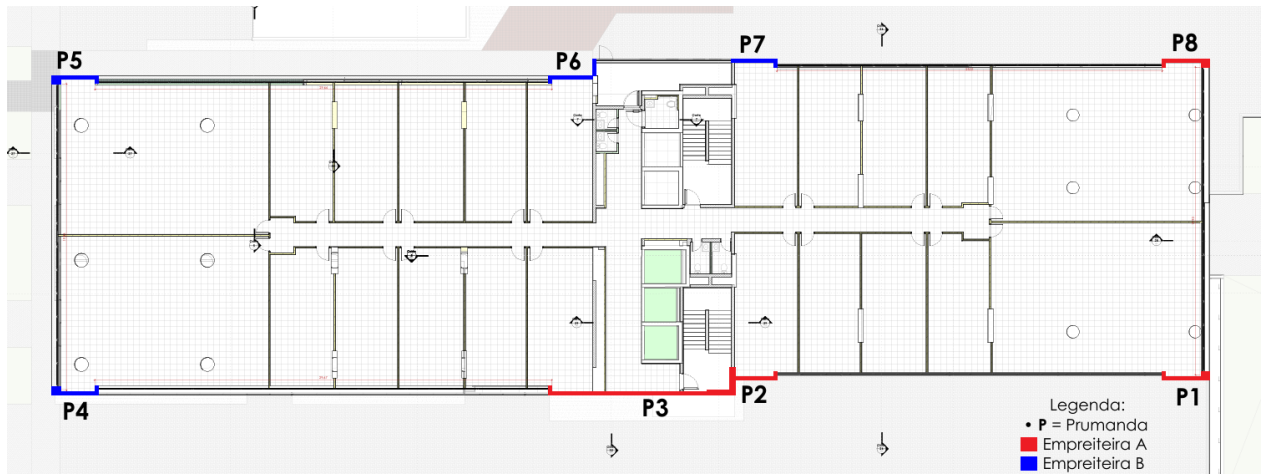 P5
P6
P7
P8
P4
P3
P2
P1
Legenda:
• P = Prumanda
Empreiteira A
Empreiteira B